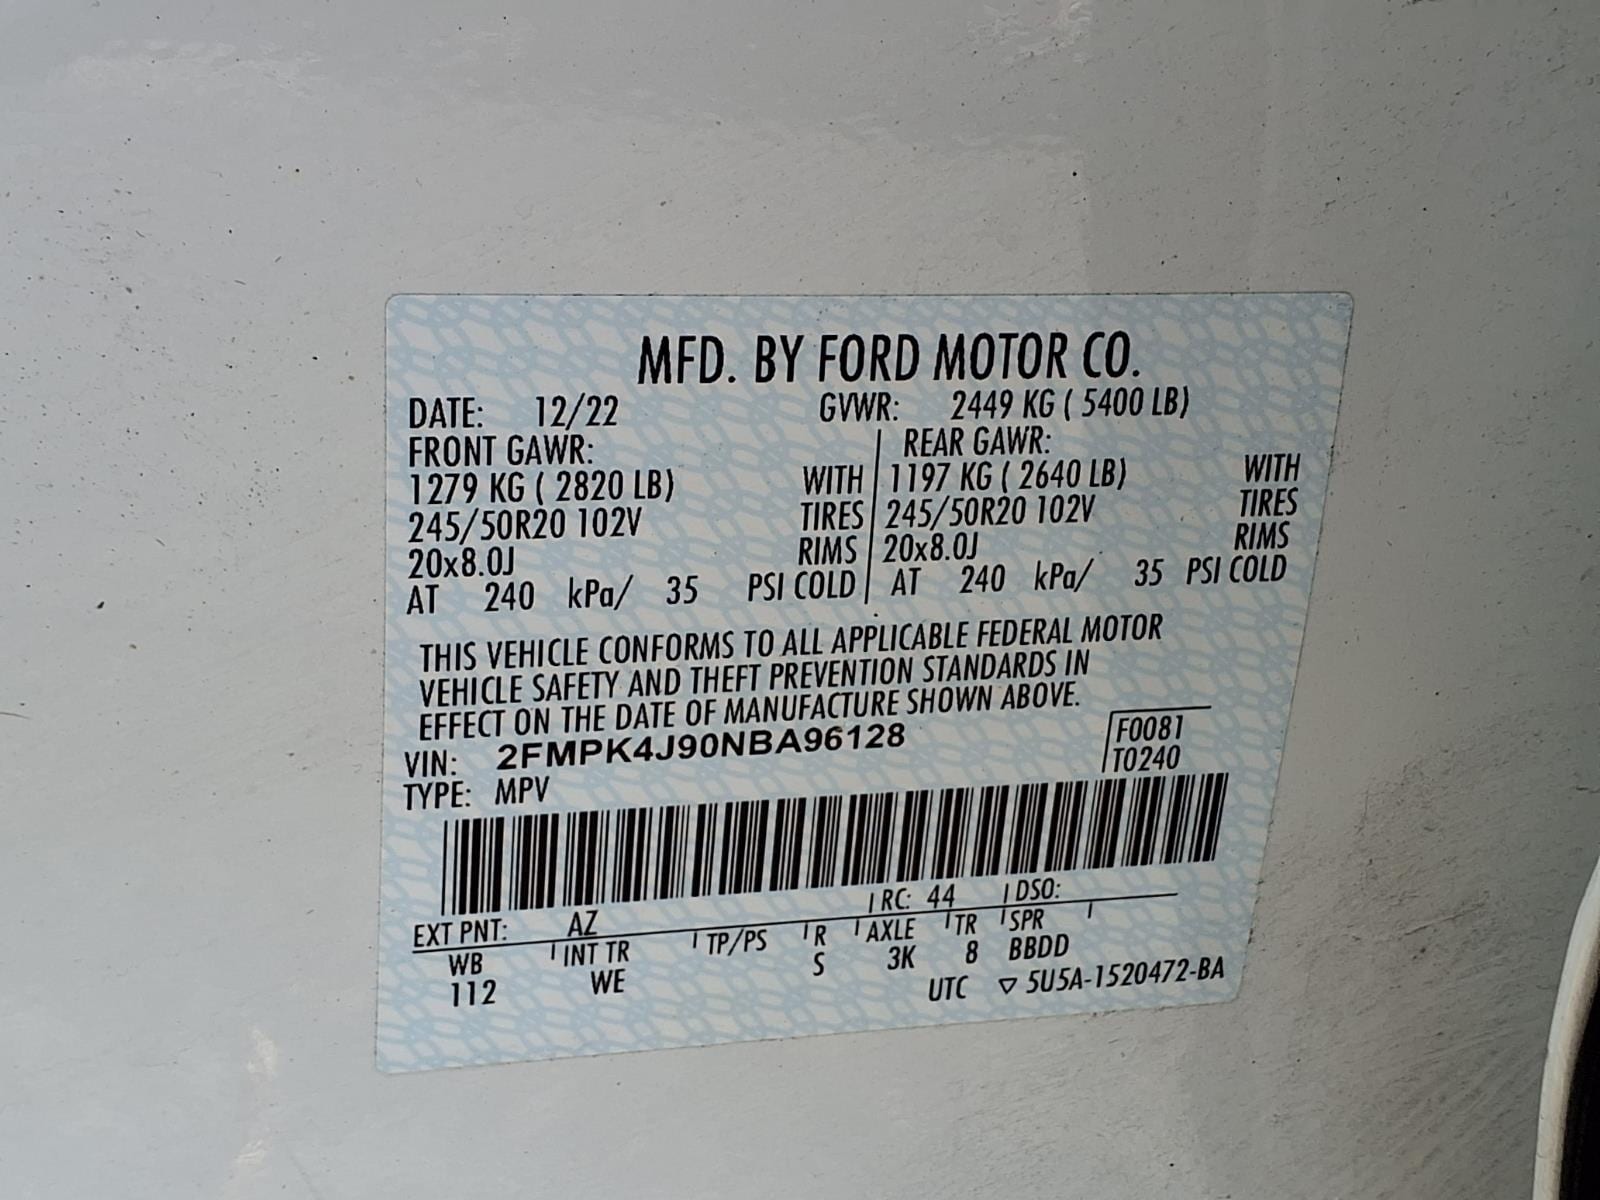 MFD. BY FORD MOTOR CO.
DATE: 12/22 GVWR: 2449 KG ( 5400 LB)
FRONT GAWR: REAR GAWR:
1279 KG ( 2820 LB) WITH 1197 KG ( 2640 LB) WITH
245/50R20 102V TIRES 245/50R20 102V TIRES
20x8.0J RIMS 20x8.0J RIMS
AT 240 kPa/ 35 PSI COLD AT 240 kPa/ 35 PSI COLD
THIS VEHICLE CONFORMS TO ALL APPLICABLE FEDERAL MOTOR
VEHICLE SAFETY AND THEFT PREVENTION STANDARDS IN
EFFECT ON THE DATE OF MANUFACTURE SHOWN ABOVE.
VIN: 2FMPK4J90NBA96128 F0081
TYPE: MPV T0240
EXT PNT: AZ RC: 44 DSO:
WB INT TR TP/PS R AXLE TR SPR
112 WE S 3K 8 BBDD
UTC ▽ 5U5A-1520472-BA